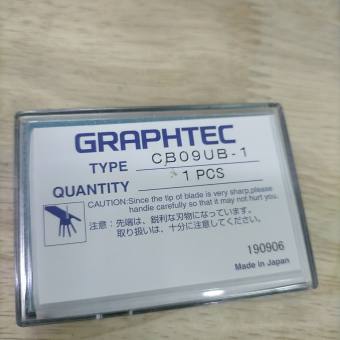 GRAPHTEC
TYPE CB09UB-1
QUANTITY 1 PCS
CAUTION:Since the tip of blade is very sharp,please
handle carefully so that it may not hurt you.
注意：先端は、鋭利な刃物になっています。
取り扱いは、十分に注意してください。
190906
Made in Japan